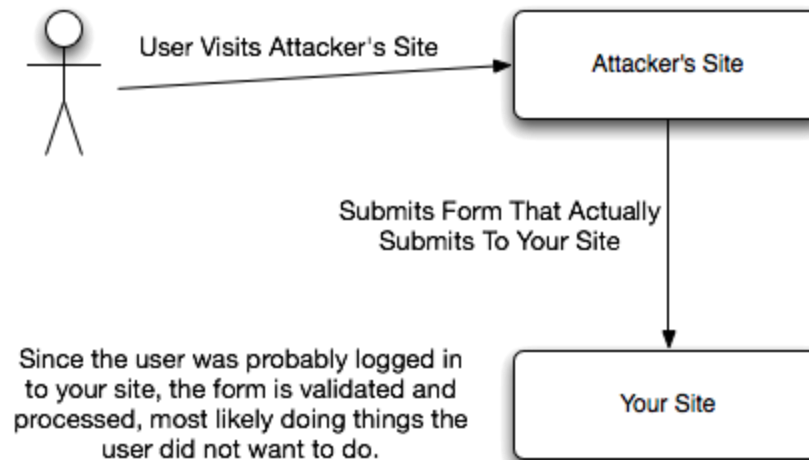 User Visits Attacker's Site
Attacker's Site
Submits Form That Actually
Submits To Your Site
Since the user was probably logged in
to your site, the form is validated and
processed, most likely doing things the
user did not want to do.
Your Site